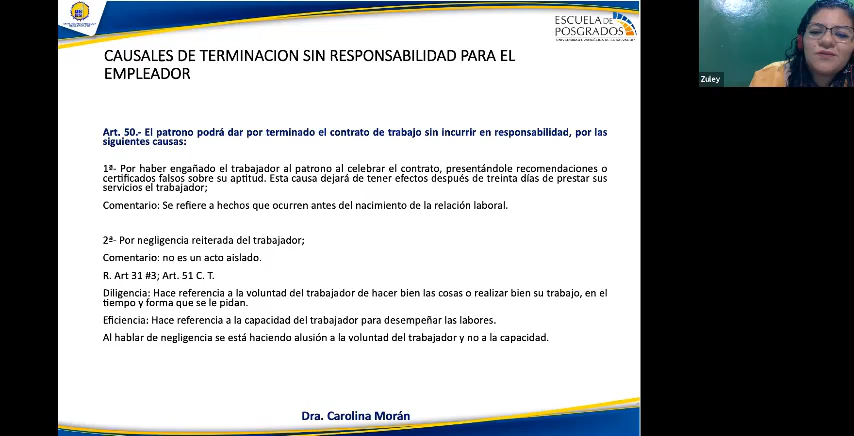 ESCUELA DE
POSGRADOS
Zuley
CAUSALES DE TERMINACION SIN RESPONSABILIDAD PARA EL
EMPLEADOR
Art. 50.- El patrono podrá dar por terminado el contrato de trabajo sin incurrir en responsabilidad, por las
siguientes causas:
1ª- Por haber engañado el trabajador al patrono al celebrar el contrato, presentándole recomendaciones o
certificados falsos sobre su aptitud. Esta causa dejará de tener efectos después de treinta días de prestar sus
servicios el trabajador;
Comentario: Se refiere a hechos que ocurren antes del nacimiento de la relación laboral.
2ª- Por negligencia reiterada del trabajador;
Comentario: no es un acto aislado.
R. Art 31 #3; Art. 51 C. T.
Diligencia: Hace referencia a la voluntad del trabajador de hacer bien las cosas o realizar bien su trabajo, en el
tiempo y forma que se le pidan.
Eficiencia: Hace referencia a la capacidad del trabajador para desempeñar las labores.
Al hablar de negligencia se está haciendo alusión a la voluntad del trabajador y no a la capacidad.
Dra. Carolina Morán